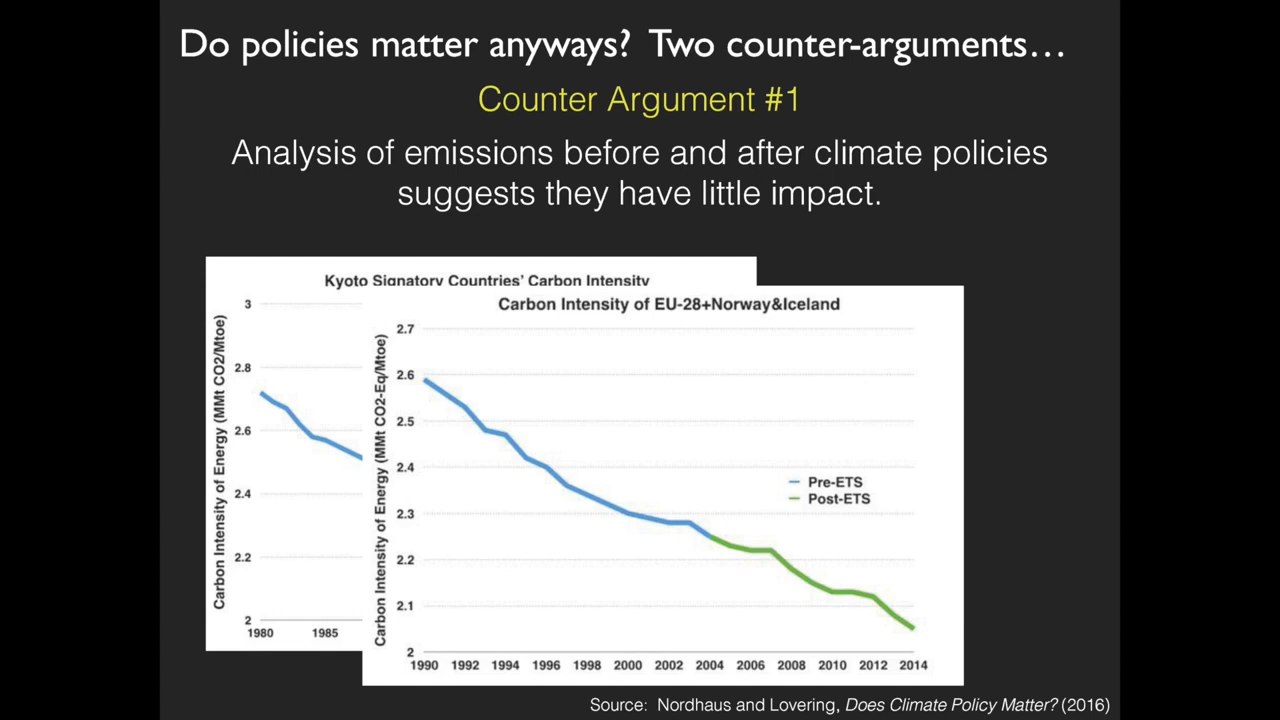 Do policies matter anyways?  Two counter-arguments…
Counter Argument #1
Analysis of emissions before and after climate policies
suggests they have little impact.
Kyoto Signatory Countries' Carbon Intensity
Carbon Intensity of Energy (MMt CO2/Mtoe)
3
2.8
2.6
2.4
2.2
2
1980 1985
Carbon Intensity of EU-28+Norway&Iceland
Carbon Intensity of Energy (MMt CO2-Eq/Mtoe)
2.7
2.6
2.5
2.4
2.3
2.2
2.1
2
Pre-ETS
Post-ETS
1990 1992 1994 1996 1998 2000 2002 2004 2006 2008 2010 2012 2014
Source:  Nordhaus and Lovering, Does Climate Policy Matter? (2016)